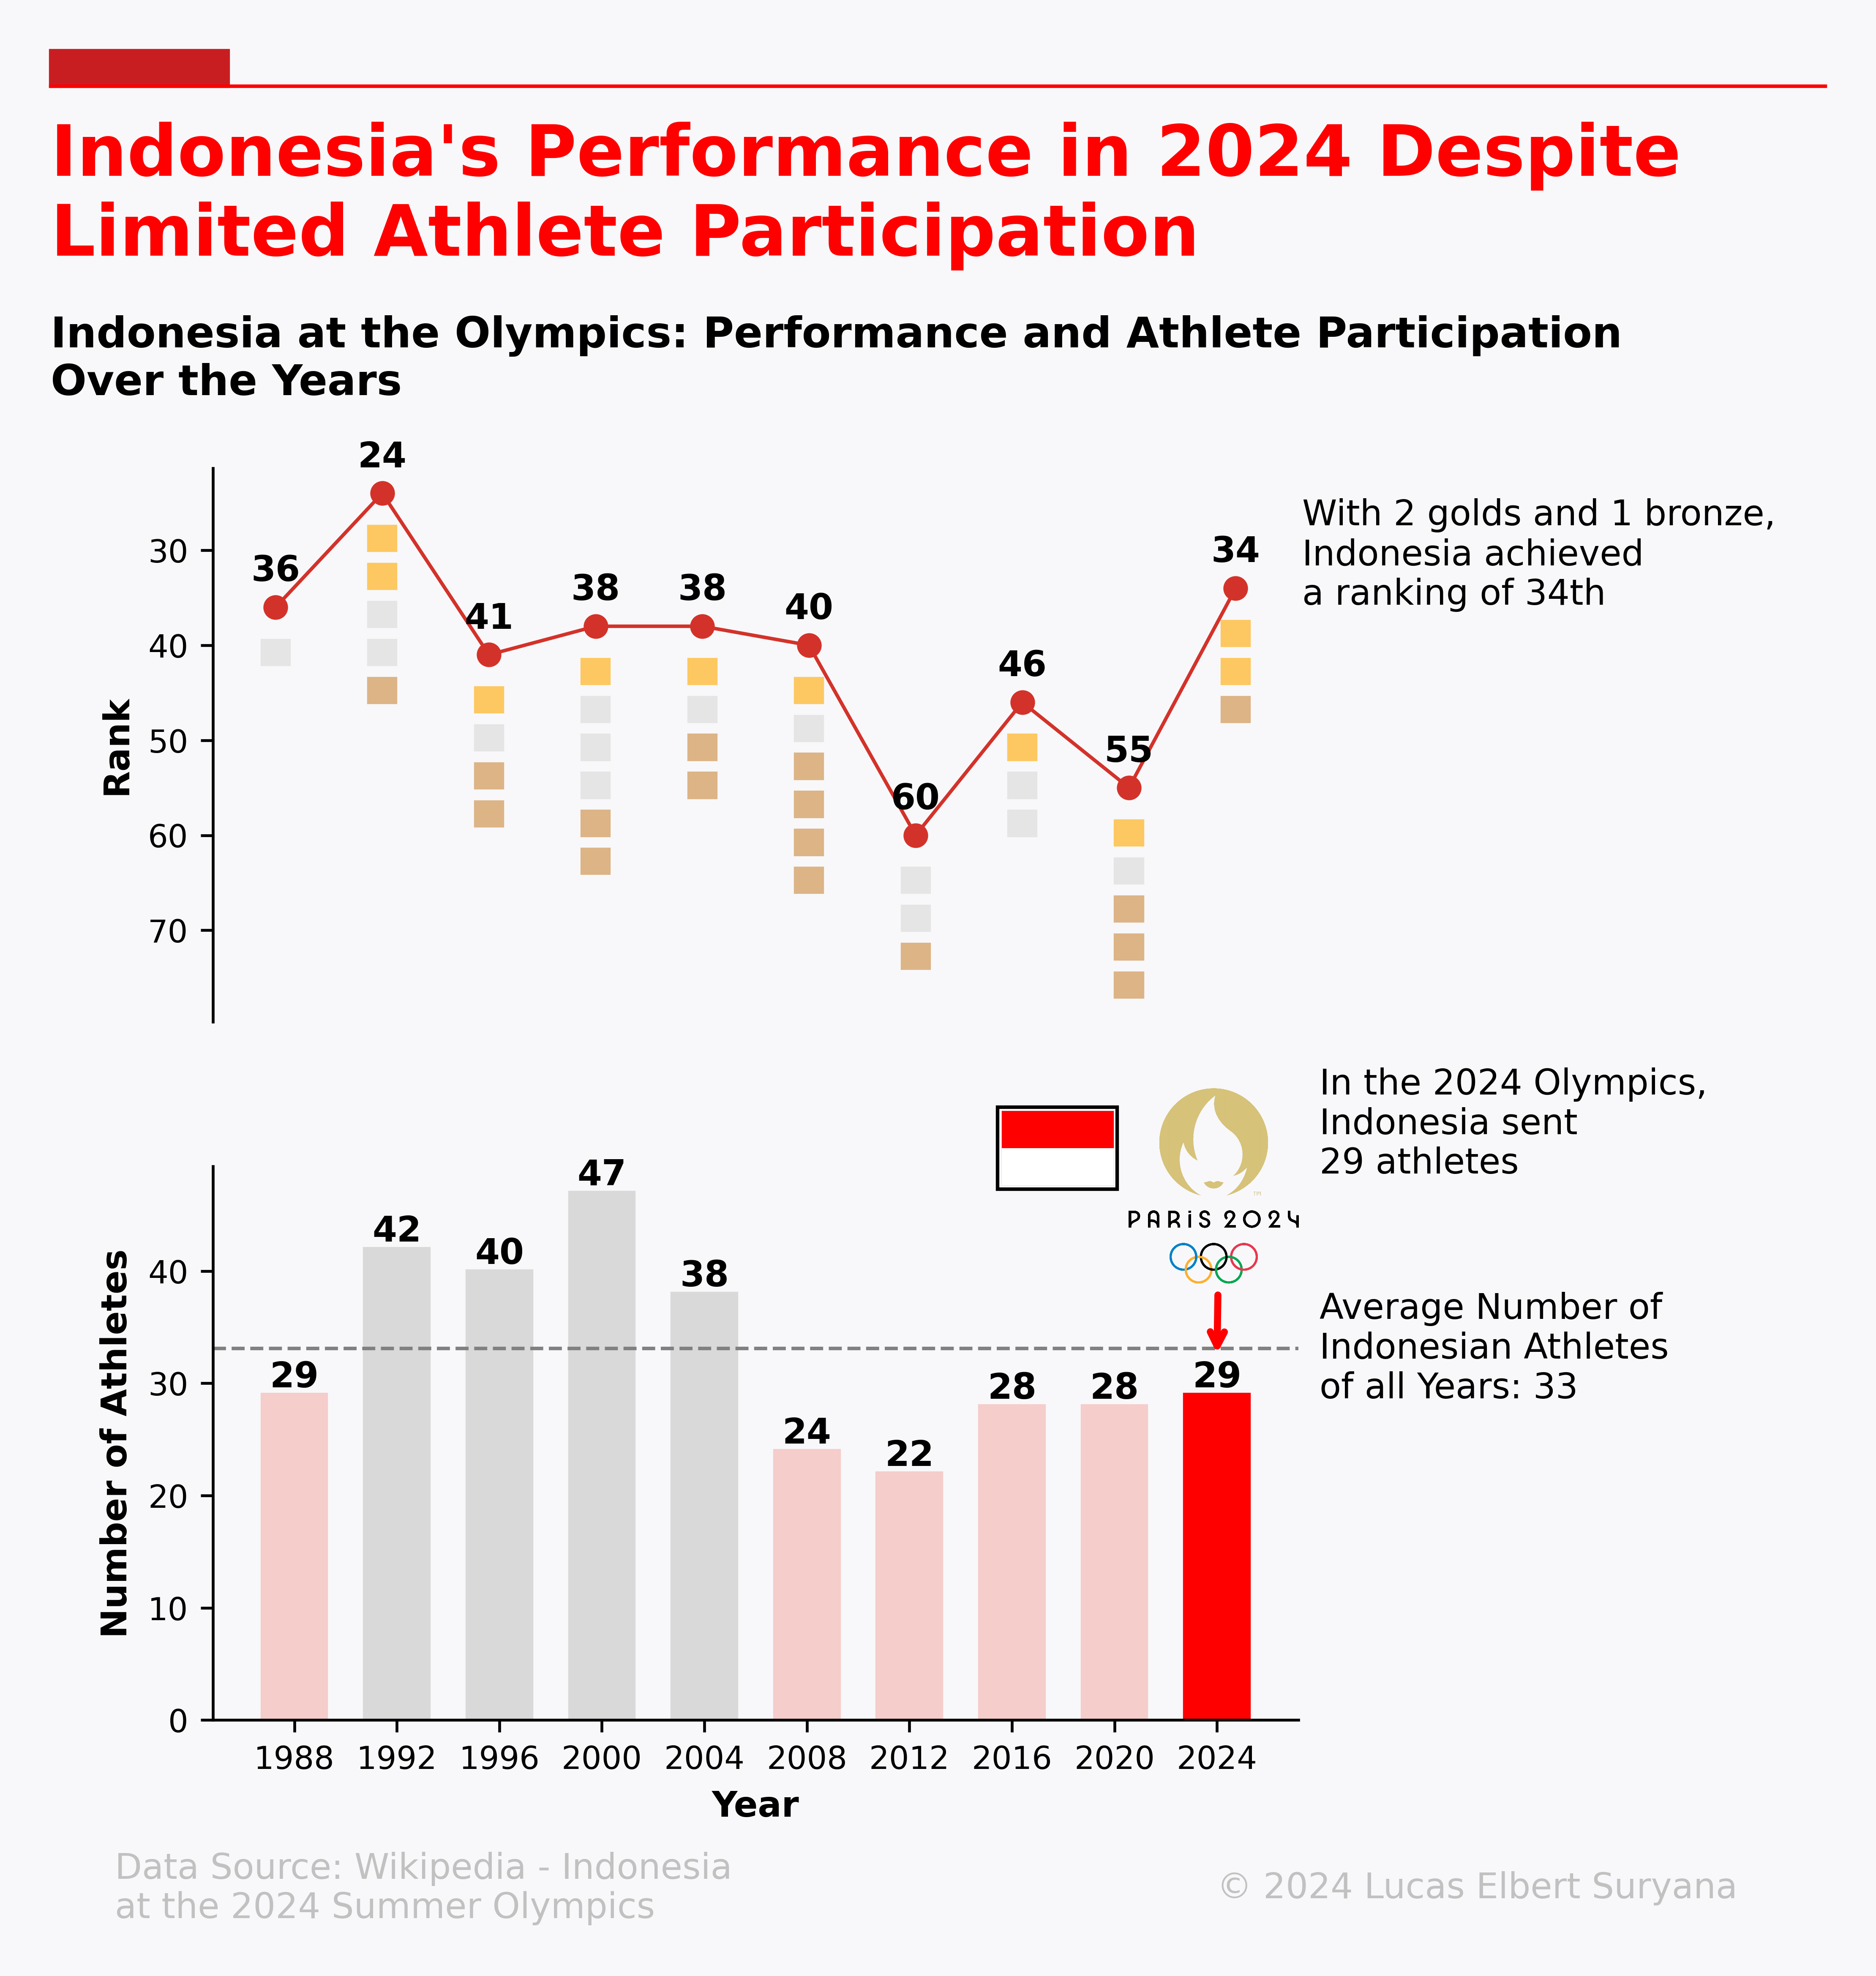 Indonesia's Performance in 2024 Despite
Limited Athlete Participation
Indonesia at the Olympics: Performance and Athlete Participation
Over the Years
24
36
41
38
38
40
60
46
55
34
With 2 golds and 1 bronze,
Indonesia achieved
a ranking of 34th
30
40
50
60
70
Rank
In the 2024 Olympics,
Indonesia sent
29 athletes
PARIS 2024
TM
Average Number of
Indonesian Athletes
of all Years: 33
29
42
40
47
38
24
22
28
28
29
40
30
20
10
0
Number of Athletes
1988 1992 1996 2000 2004 2008 2012 2016 2020 2024
Year
Data Source: Wikipedia - Indonesia
at the 2024 Summer Olympics
© 2024 Lucas Elbert Suryana